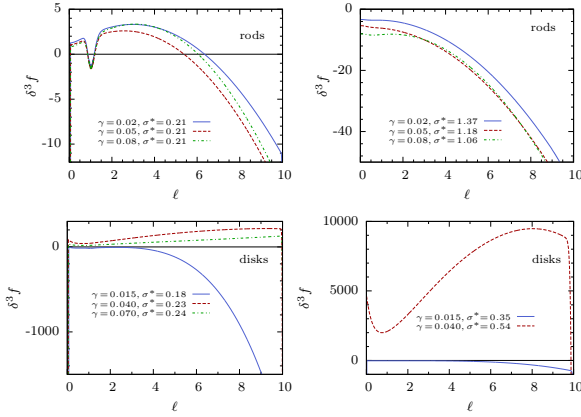 5
0
-5
-10
δ³f
rods
γ=0.02, σ*=0.21
γ=0.05, σ*=0.21
γ=0.08, σ*=0.21
0 2 4 6 8 10
ℓ
0
-20
-40
δ³f
rods
γ=0.02, σ*=1.37
γ=0.05, σ*=1.18
γ=0.08, σ*=1.06
0 2 4 6 8 10
ℓ
0
-1000
δ³f
disks
γ=0.015, σ*=0.18
γ=0.040, σ*=0.23
γ=0.070, σ*=0.24
0 2 4 6 8 10
ℓ
10000
5000
0
δ³f
disks
γ=0.015, σ*=0.35
γ=0.040, σ*=0.54
0 2 4 6 8 10
ℓ